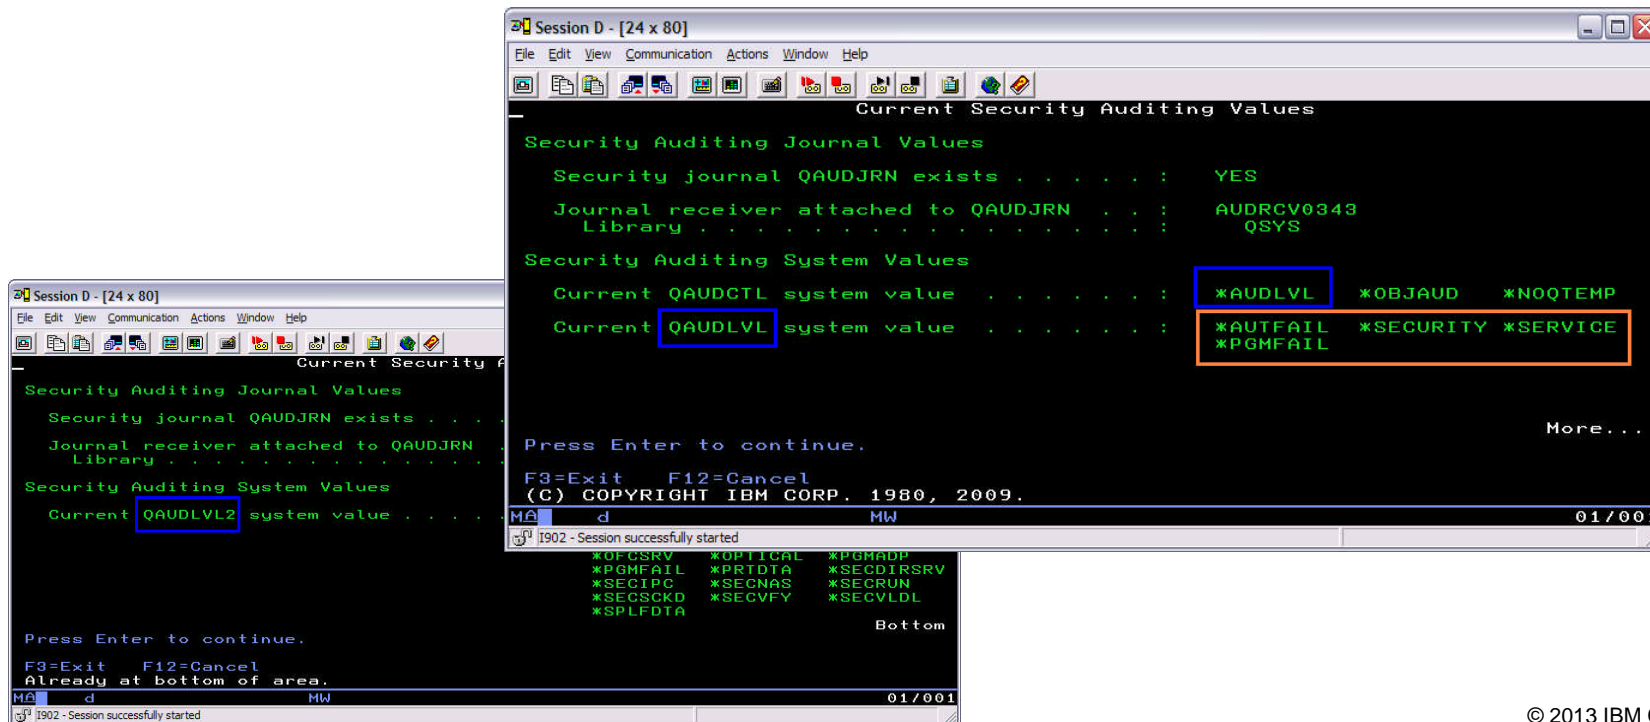 Session D - [24 x 80]
File Edit View Communication Actions Window Help
Current Security Auditing Values
Security Auditing Journal Values
Security journal QAUDJRN exists . . . . . : YES
Journal receiver attached to QAUDJRN . . : AUDRCV0343
Library . . . . . . . . . . . . . . . . : QSYS
Security Auditing System Values
Current QAUDCTL system value . . . . . . : *AUDLVL *OBJAUD *NOQTEMP
Current QAUDLVL system value . . . . . . : *AUTFAIL *SECURITY *SERVICE
*PGMFAIL
More...
Press Enter to continue.
F3=Exit F12=Cancel
(C) COPYRIGHT IBM CORP. 1980, 2009.
MA d MW 01/00
I902 - Session successfully started
Session D - [24 x 80]
File Edit View Communication Actions Window Help
Current Security
Security Auditing Journal Values
Security journal QAUDJRN exists . . . .
Journal receiver attached to QAUDJRN .
Library . . . . . . . . . . . . . . .
Security Auditing System Values
Current QAUDLVL2 system value . . . . .
*OFCSRV *OPTICAL *PGMADP
*PGMFAIL *PRTDTA *SECDIRSRV
*SECIPC *SECNAS *SECRUN
*SECSCKD *SECVFY *SECVLDL
*SPLFDTA
Bottom
Press Enter to continue.
F3=Exit F12=Cancel
Already at bottom of area.
MA d MW 01/001
I902 - Session successfully started
© 2013 IBM